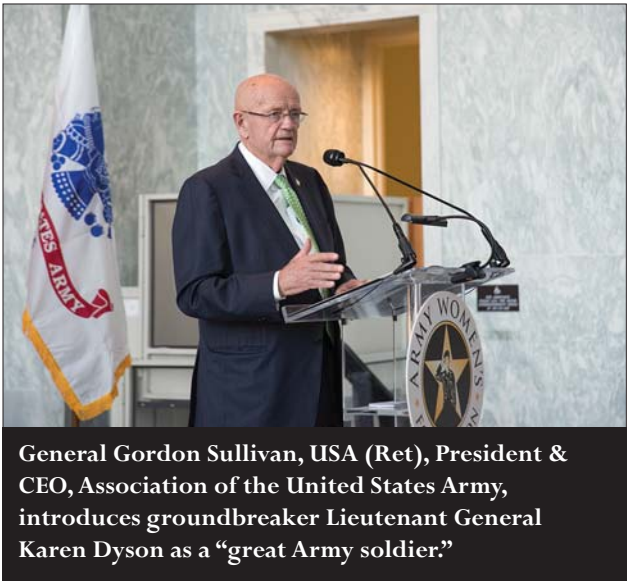 TES ARMY
ARMY WOMEN'S
General Gordon Sullivan, USA (Ret), President &
CEO, Association of the United States Army,
introduces groundbreaker Lieutenant General
Karen Dyson as a “great Army soldier.”